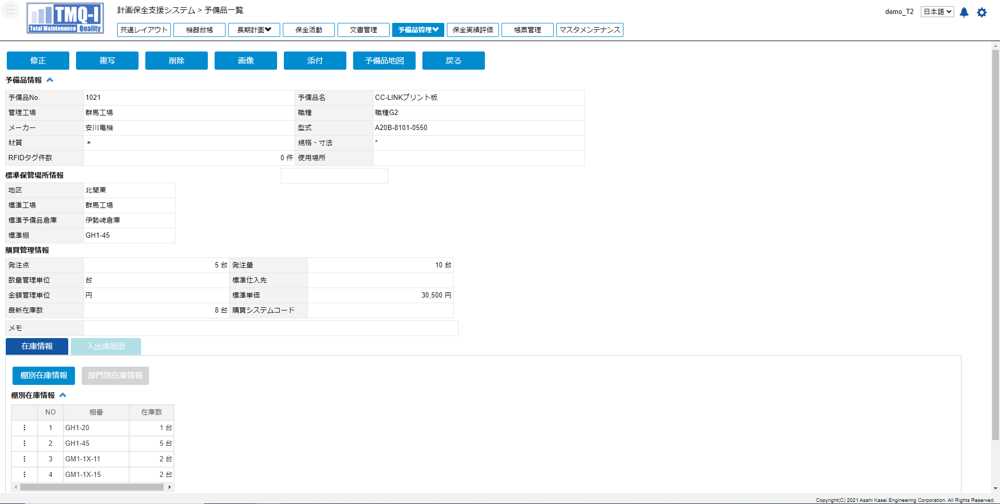 TMQ-I
Total Maintenance Quality
計画保全支援システム > 予備品一覧
demo_T2 日本語
共通レイアウト 機器台帳 長期計画 保全活動 文書管理 予備品管理 保全実績評価 帳票管理 マスタメンテナンス
修正 複写 削除 画像 添付 予備品地図 戻る
予備品情報
予備品No. 1021 予備品名 CC-LINKプリント板
管理工場 群馬工場 職種 職種G2
メーカー 安川電機 型式 A20B-8101-0550
材質 * 規格・寸法 *
RFIDタグ件数 0 件 使用場所
標準保管場所情報
地区 北関東
標準工場 群馬工場
標準予備品倉庫 伊勢崎倉庫
標準棚 GH1-45
購買管理情報
発注点 5 台 発注量 10 台
数量管理単位 台 標準仕入先
金額管理単位 円 標準単価 30,500 円
最新在庫数 8 台 購買システムコード
メモ
在庫情報 入出庫履歴
棚別在庫情報 部門別在庫情報
棚別在庫情報
NO 棚番 在庫数
1 GH1-20 1 台
2 GH1-45 5 台
3 GM1-1X-11 2 台
4 GM1-1X-15 2 台
Copyright(C) 2021 Asahi Kasei Engineering Corporation. All Rights Reserved.